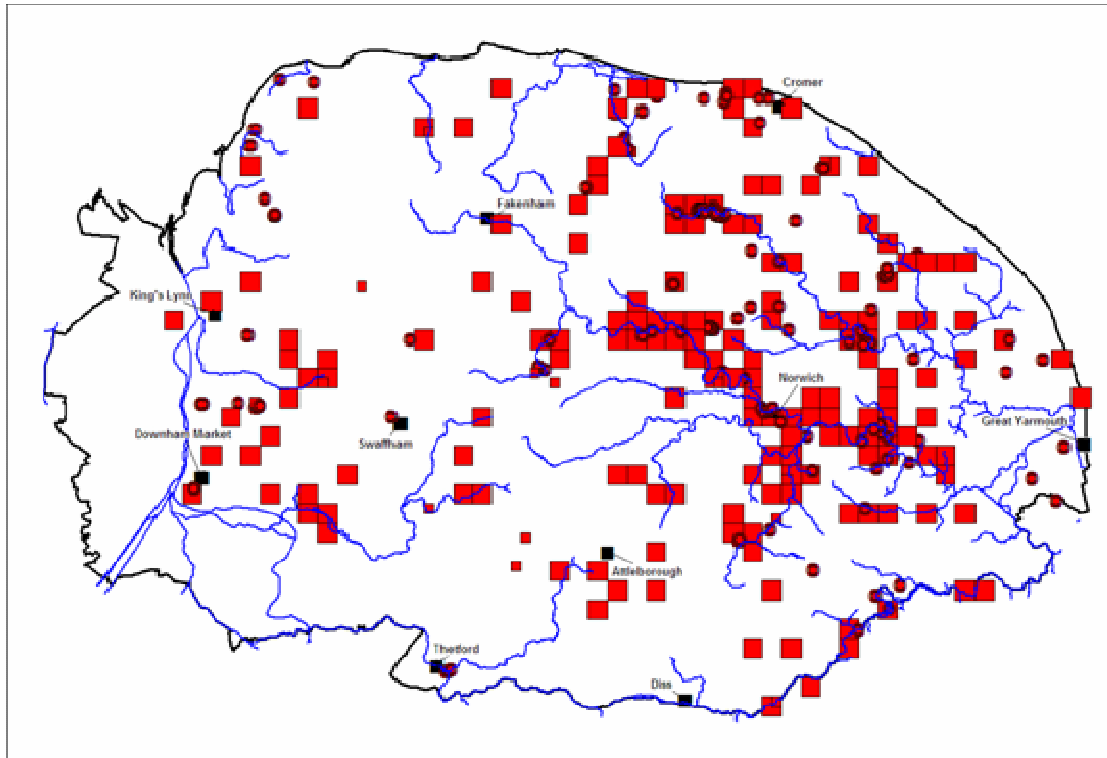 Cromer
Fakenham
King"s Lynn
Norwich
Great Yarmouth
Downham Market
Swaffham
Attleborough
Thetford
Diss